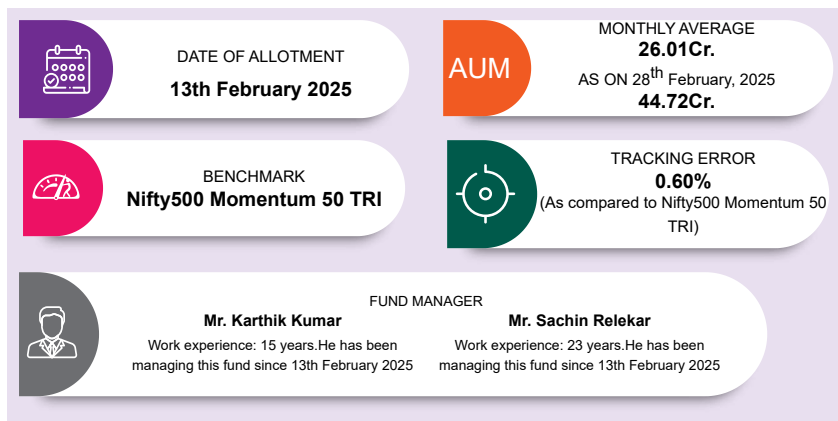 DATE OF ALLOTMENT
13th February 2025
AUM
MONTHLY AVERAGE
26.01Cr.
AS ON 28th February, 2025
44.72Cr.
BENCHMARK
Nifty500 Momentum 50 TRI
TRACKING ERROR
0.60%
(As compared to Nifty500 Momentum 50
TRI)
FUND MANAGER
Mr. Karthik Kumar
Work experience: 15 years.He has been
managing this fund since 13th February 2025
Mr. Sachin Relekar
Work experience: 23 years.He has been
managing this fund since 13th February 2025